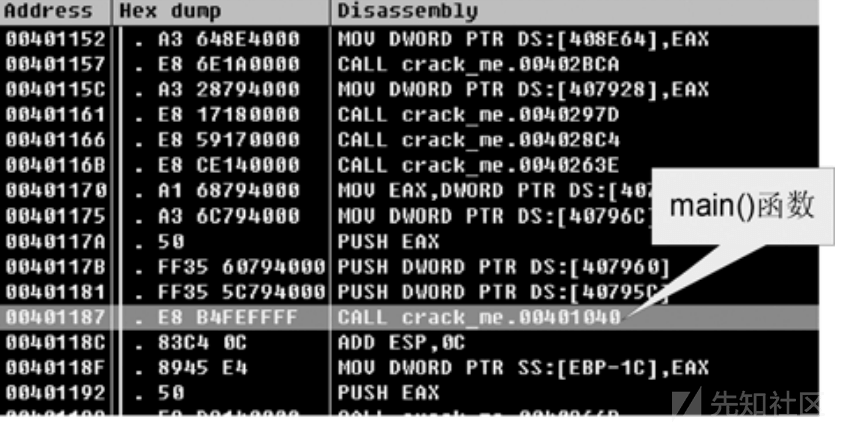 Address Hex dump Disassembly
00401152 . A3 648E4000 MOV DWORD PTR DS:[408E64],EAX
00401157 . E8 6E1A0000 CALL crack_me.00402BCA
0040115C . A3 28794000 MOV DWORD PTR DS:[407928],EAX
00401161 . E8 17180000 CALL crack_me.0040297D
00401166 . E8 59170000 CALL crack_me.004028C4
0040116B . E8 CE140000 CALL crack_me.0040263E
00401170 . A1 68794000 MOV EAX,DWORD PTR DS:[407
00401175 . A3 6C794000 MOV DWORD PTR DS:[40796C]
main()函数
0040117A . 50 PUSH EAX
0040117B . FF35 60794000 PUSH DWORD PTR DS:[407960]
00401181 . FF35 5C794000 PUSH DWORD PTR DS:[40795C]
00401187 . E8 B4FEFFFF CALL crack_me.00401040
0040118C . 83C4 0C ADD ESP,0C
0040118F . 8945 E4 MOV DWORD PTR SS:[EBP-1C],EAX
00401192 . 50 PUSH EAX
先知社区